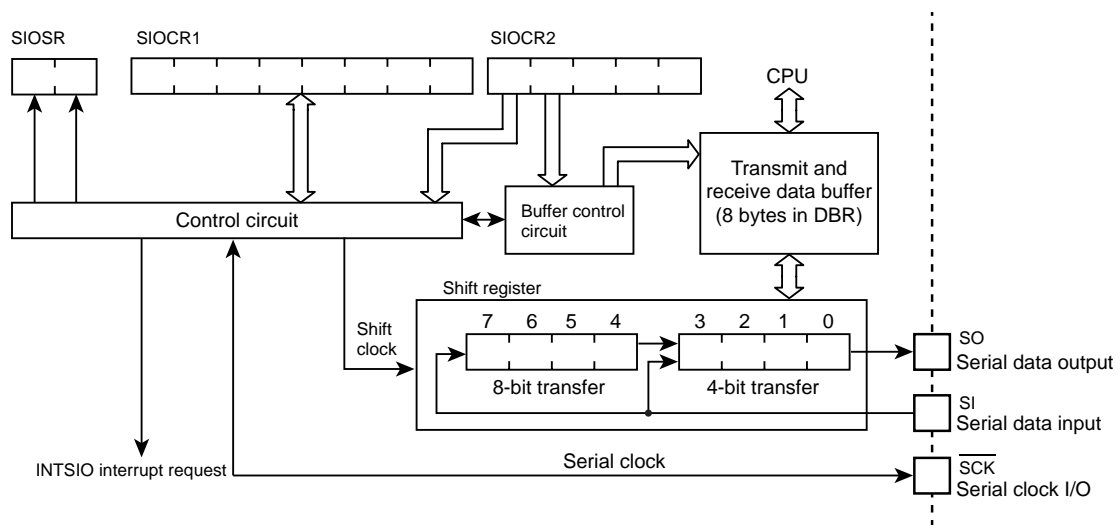 SIOSR
SIOCR1
SIOCR2
CPU
Transmit and
receive data buffer
(8 bytes in DBR)
Control circuit
Buffer control
circuit
Shift register
7 6 5 4
3 2 1 0
Shift
clock
8-bit transfer
4-bit transfer
SO
Serial data output
SI
Serial data input
INTSIO interrupt request
Serial clock
SCK
Serial clock I/O